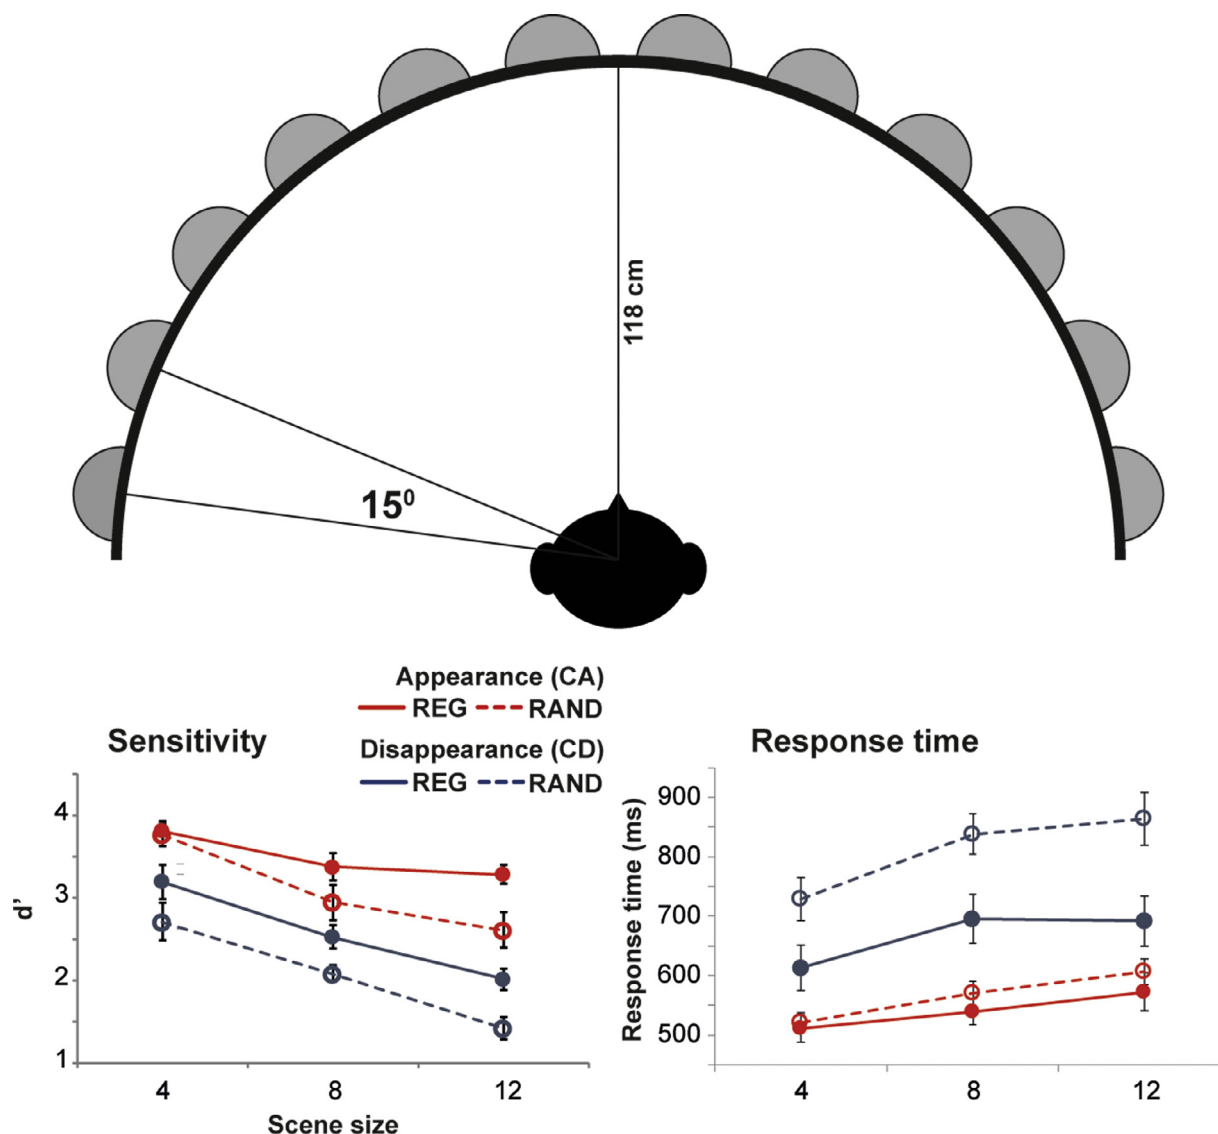 118 cm
15⁰
Appearance (CA)
REG RAND
Disappearance (CD)
REG RAND
Sensitivity
4
3
2
1
d'
4 8 12
Scene size
Response time
900
800
700
600
500
Response time (ms)
4 8 12